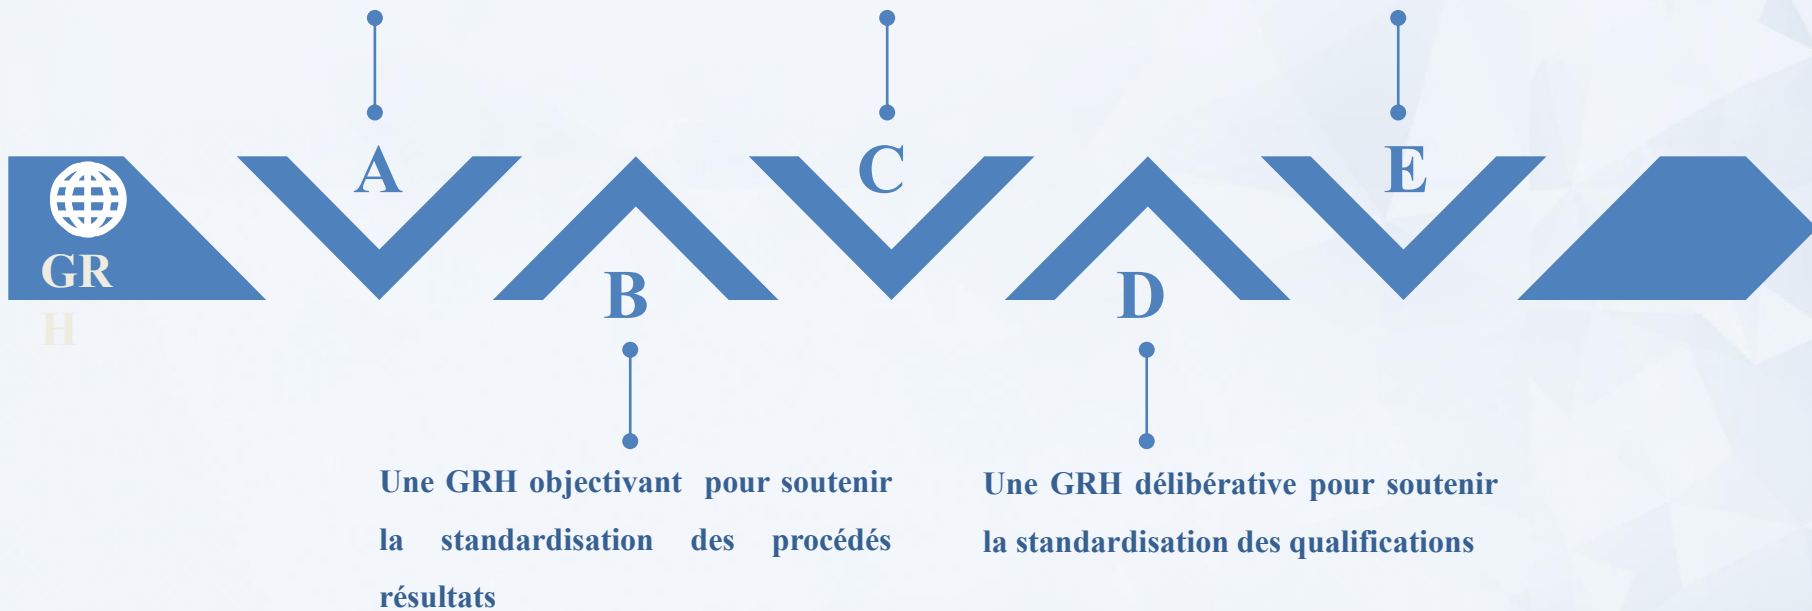 A
C
E
GR
H
B
D
Une GRH objectivant pour soutenir
la standardisation des procédés
résultats
Une GRH délibérative pour soutenir
la standardisation des qualifications